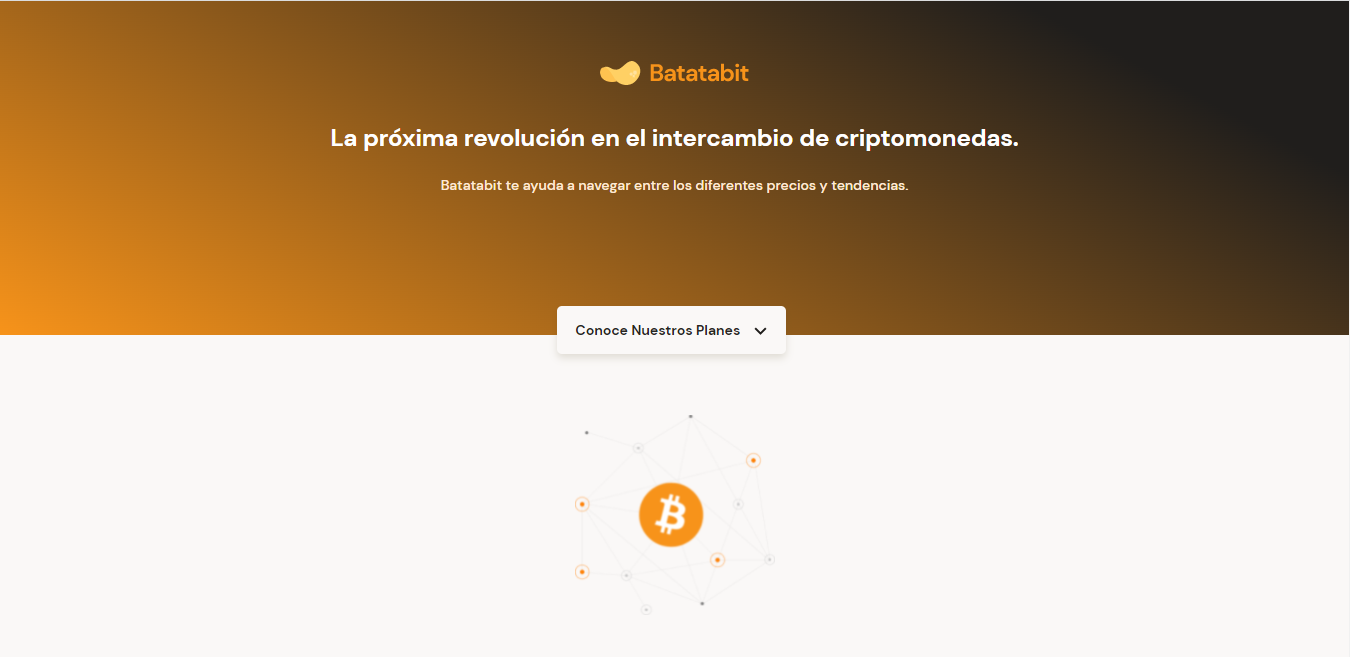 Batatabit
La próxima revolución en el intercambio de criptomonedas.
Batatabit te ayuda a navegar entre los diferentes precios y tendencias.
Conoce Nuestros Planes